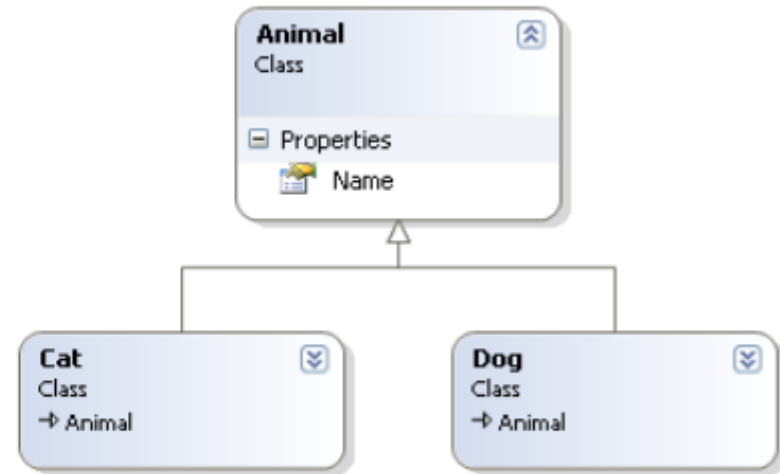 Animal
Class
Properties
Name
Cat
Class
Animal
Dog
Class
Animal